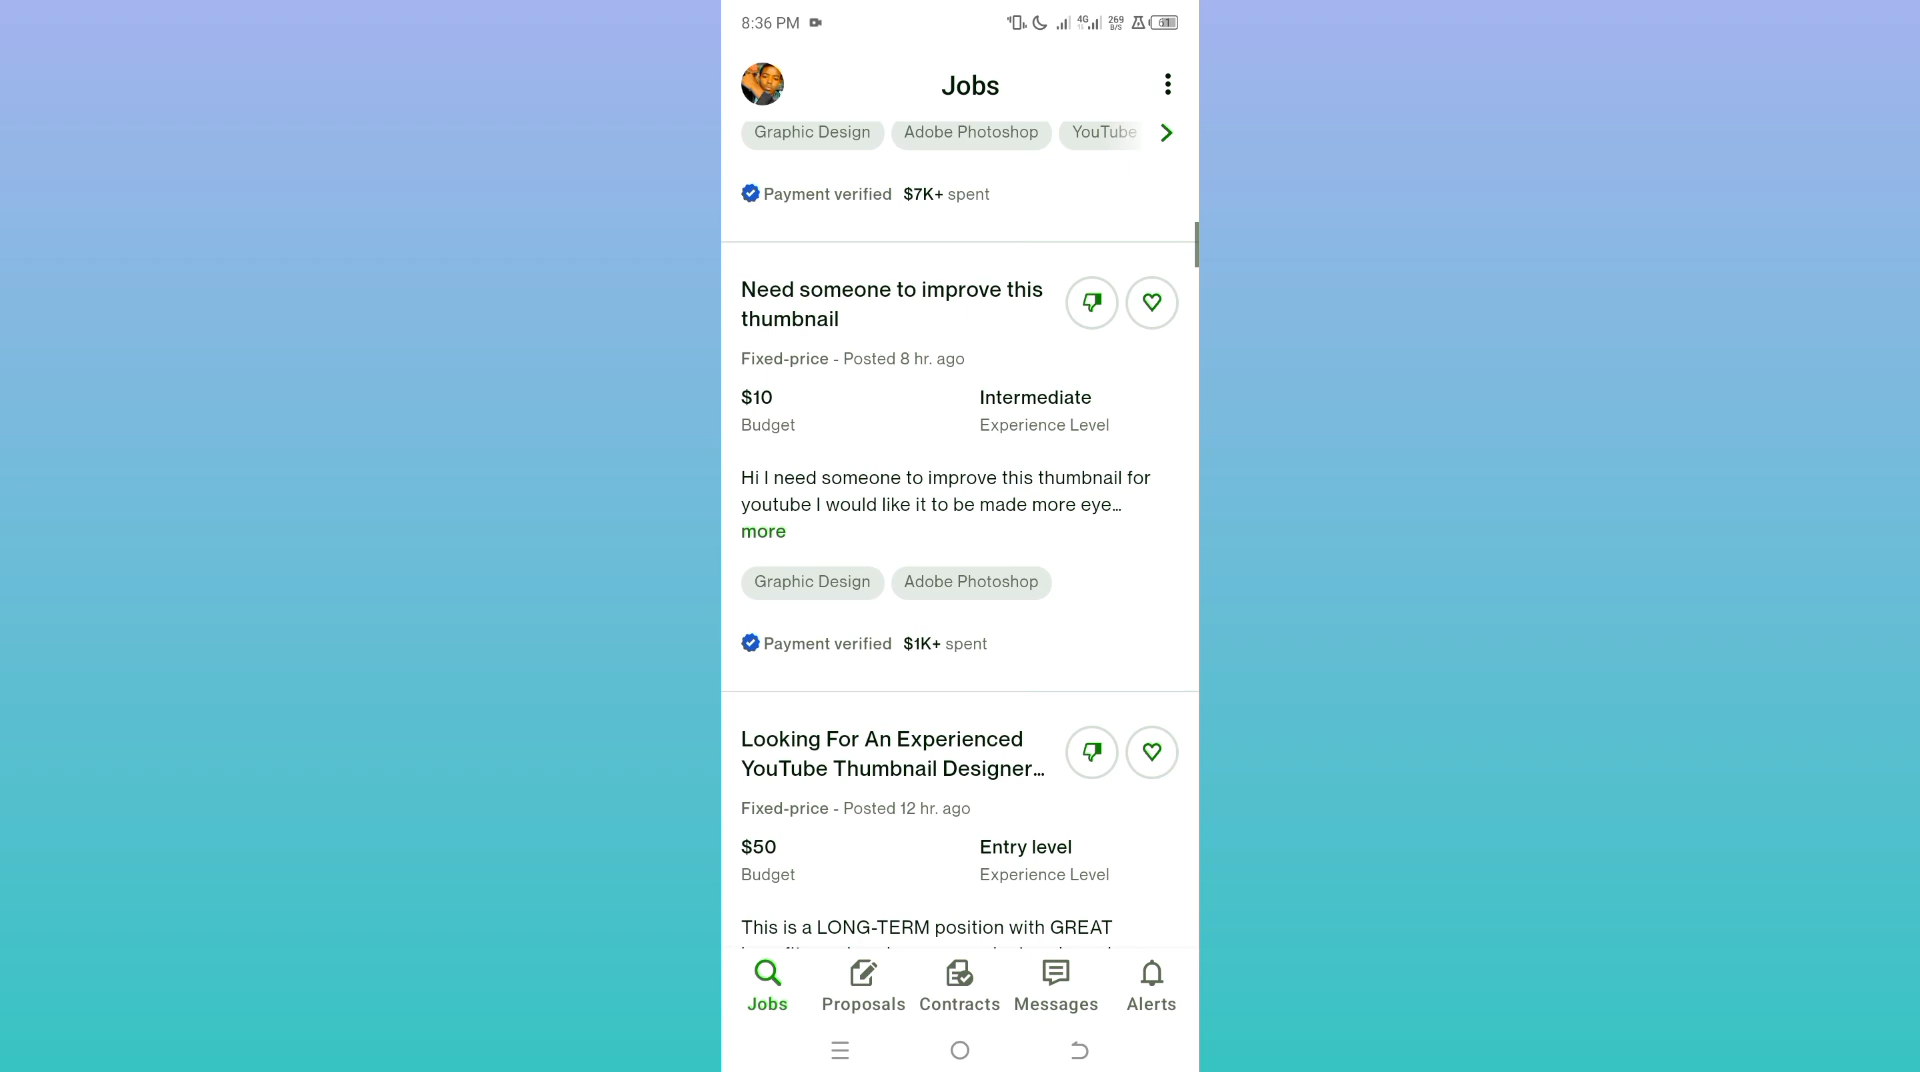 8:36 PM
4G
269
B/S
61
Jobs
Graphic Design
Adobe Photoshop
YouTube
Payment verified $7K+ spent
Need someone to improve this
thumbnail
Fixed-price - Posted 8 hr. ago
$10
Intermediate
Budget
Experience Level
Hi I need someone to improve this thumbnail for
youtube I would like it to be made more eye...
more
Graphic Design
Adobe Photoshop
Payment verified $1K+ spent
Looking For An Experienced
YouTube Thumbnail Designer...
Fixed-price - Posted 12 hr. ago
$50
Entry level
Budget
Experience Level
This is a LONG-TERM position with GREAT
Jobs
Proposals
Contracts
Messages
Alerts